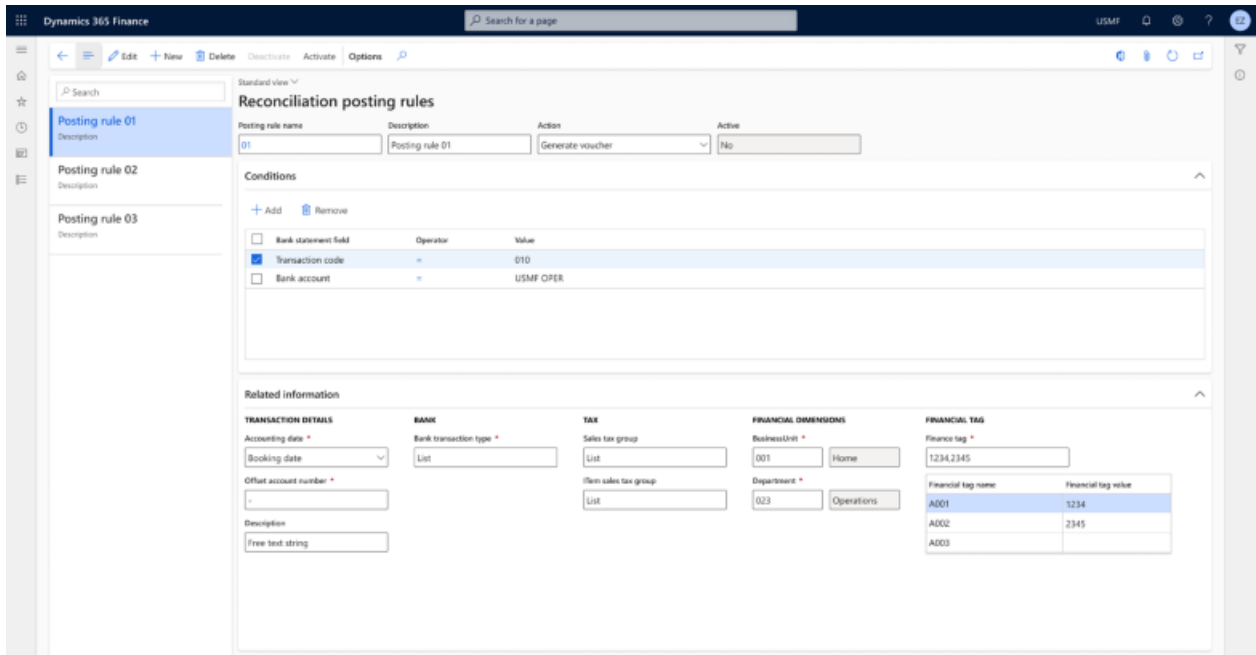 Dynamics 365 Finance
Search for a page
USMF
?
EZ
Edit + New Delete Deactivate Activate Options
Search
Posting rule 01
Description
Posting rule 02
Description
Posting rule 03
Description
Standard view
Reconciliation posting rules
Posting rule name Description Action Active
01 Posting rule 01 Generate voucher No
Conditions
+ Add Remove
Bank statement field Operator Value
Transaction code = 010
Bank account = USMF OPER
Related information
TRANSACTION DETAILS BANK TAX FINANCIAL DIMENSIONS FINANCIAL TAG
Accounting date * Bank transaction type * Sales tax group BusinessUnit * Finance tag *
Booking date List List 001 Home 1234,2345
Offset account number * ITem sales tax group Department * Financial tag name Financial tag value
- List 023 Operations A001 1234
Description A002 2345
Free text string A003